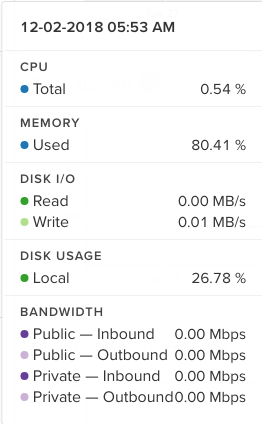 12-02-2018 05:53 AM
CPU
Total 0.54 %
MEMORY
Used 80.41 %
DISK I/O
Read 0.00 MB/s
Write 0.01 MB/s
DISK USAGE
Local 26.78 %
BANDWIDTH
Public — Inbound 0.00 Mbps
Public — Outbound 0.00 Mbps
Private — Inbound 0.00 Mbps
Private — Outbound 0.00 Mbps